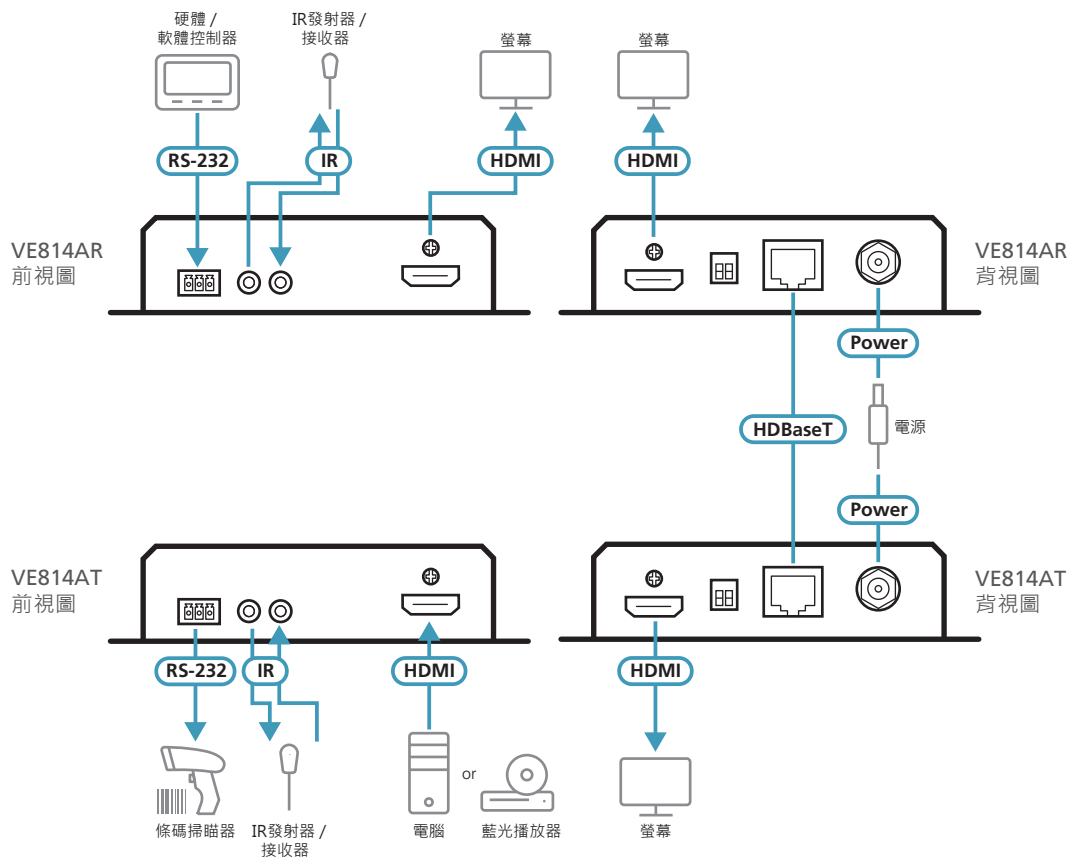 硬體 /
軟體控制器
IR發射器 /
接收器
螢幕
螢幕
RS-232
IR
HDMI
HDMI
VE814AR
前視圖
VE814AR
背視圖
Power
HDBaseT
電源
Power
VE814AT
前視圖
VE814AT
背視圖
RS-232
IR
HDMI
HDMI
or
條碼掃瞄器
IR發射器 /
接收器
電腦
藍光播放器
螢幕